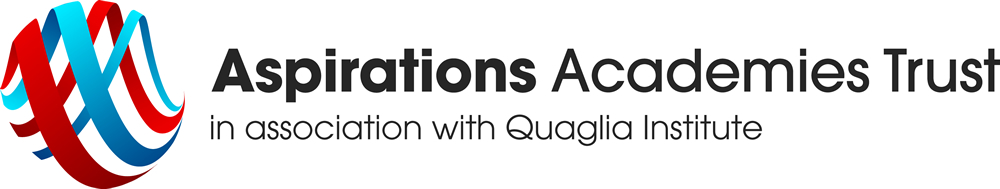 Aspirations Academies Trust
in association with Quaglia Institute